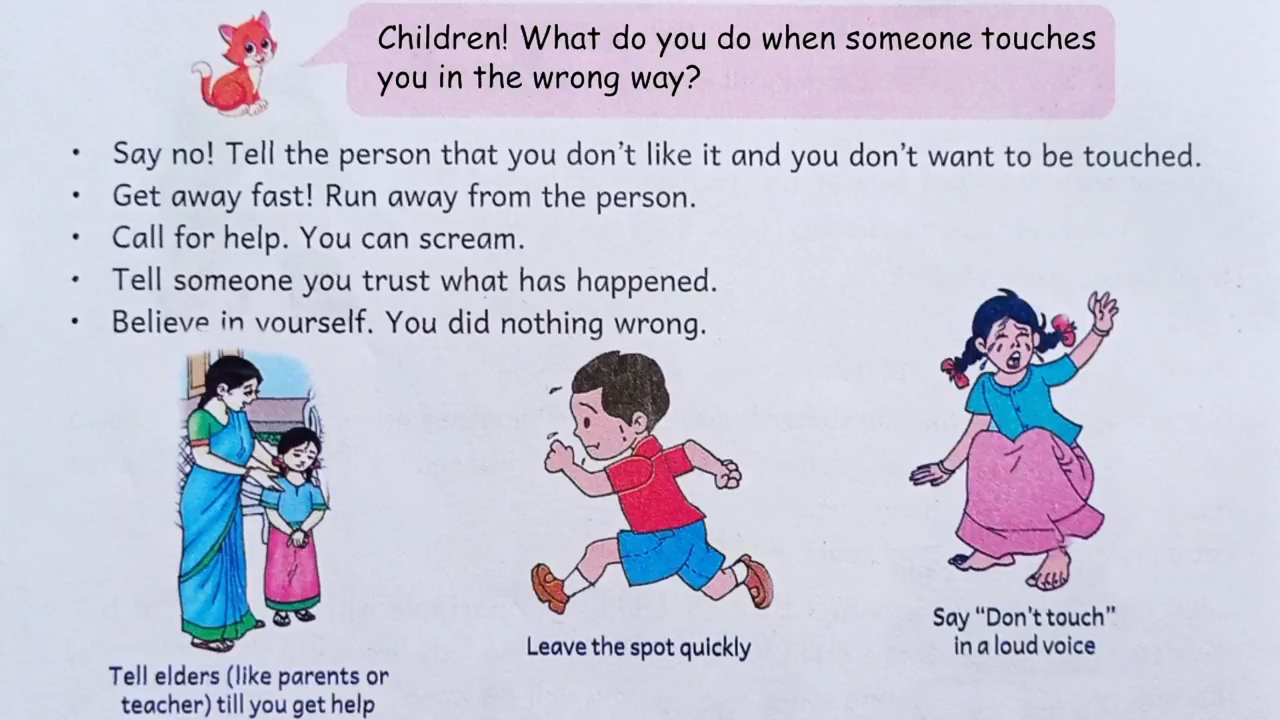 Children! What do you do when someone touches
you in the wrong way?
• Say no! Tell the person that you don't like it and you don't want to be touched.
• Get away fast! Run away from the person.
• Call for help. You can scream.
• Tell someone you trust what has happened.
• Believe in yourself. You did nothing wrong.
Tell elders (like parents or
teacher) till you get help
Leave the spot quickly
Say "Don't touch"
in a loud voice